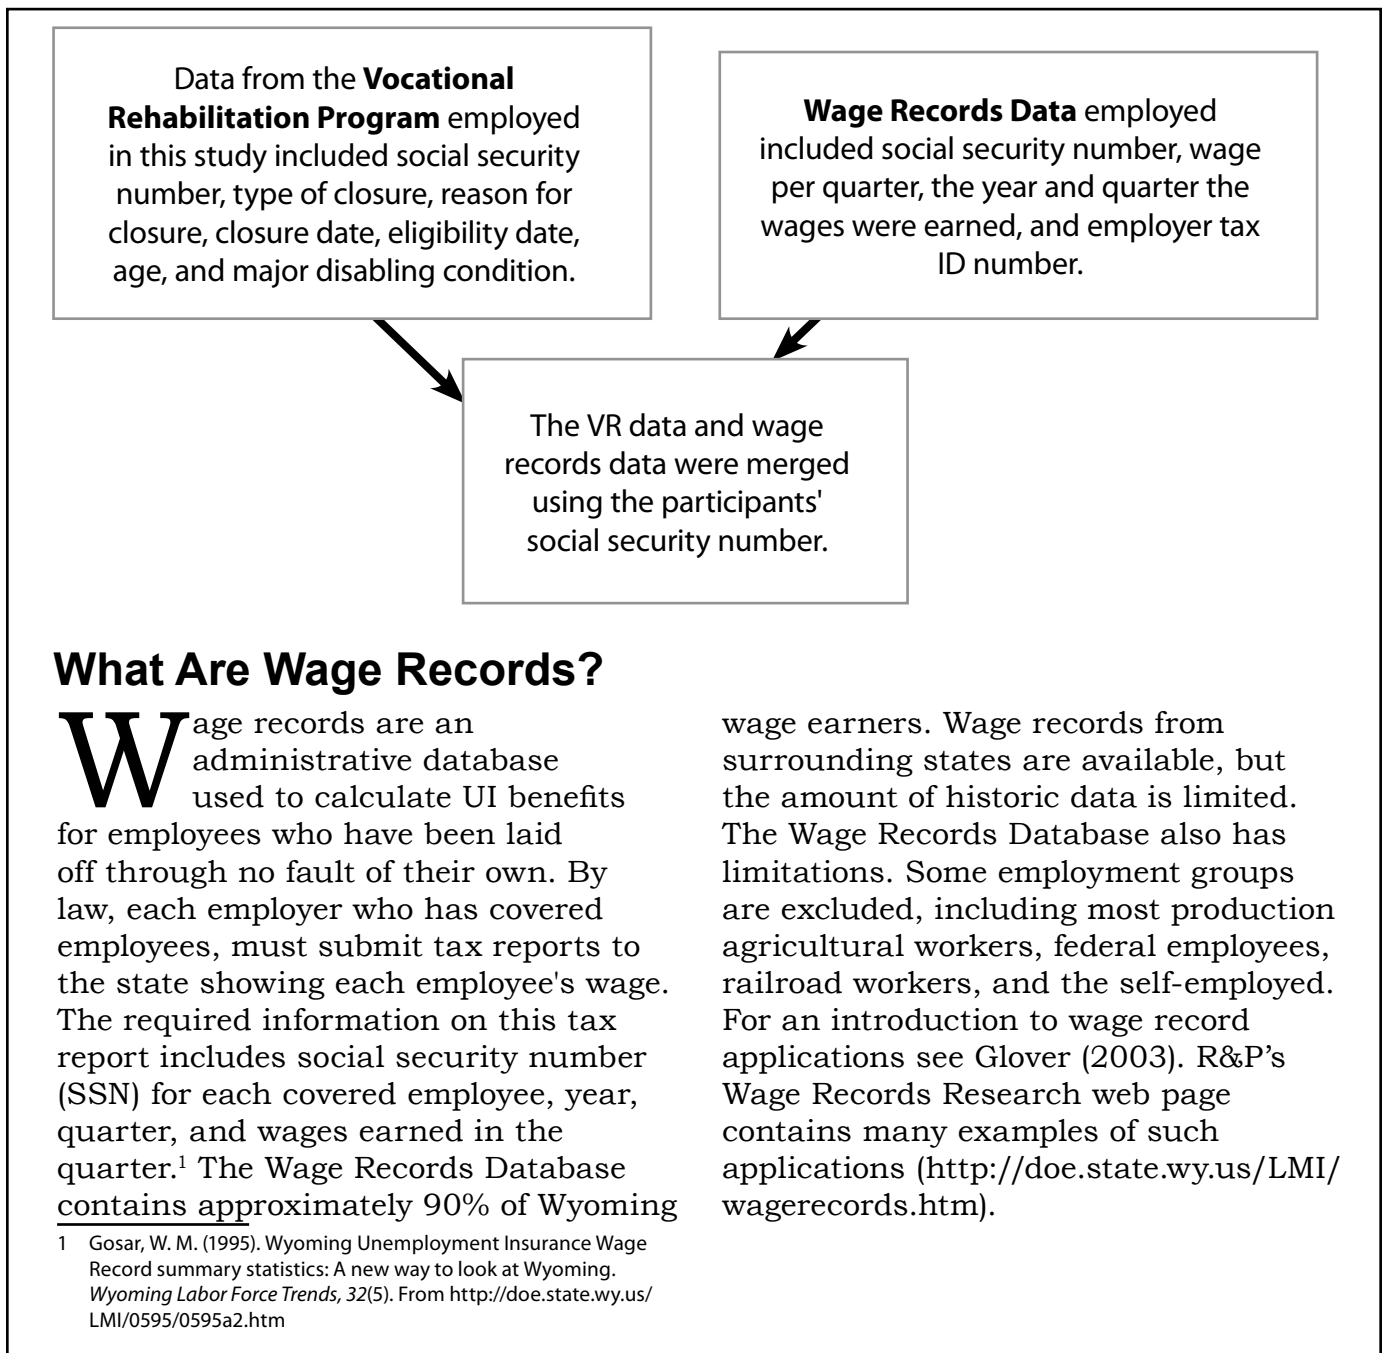 Data from the Vocational
Rehabilitation Program employed
in this study included social security
number, type of closure, reason for
closure, closure date, eligibility date,
age, and major disabling condition.
Wage Records Data employed
included social security number, wage
per quarter, the year and quarter the
wages were earned, and employer tax
ID number.
The VR data and wage
records data were merged
using the participants'
social security number.
What Are Wage Records?
Wage records are an
administrative database
used to calculate UI benefits
for employees who have been laid
off through no fault of their own. By
law, each employer who has covered
employees, must submit tax reports to
the state showing each employee's wage.
The required information on this tax
report includes social security number
(SSN) for each covered employee, year,
quarter, and wages earned in the
quarter.1 The Wage Records Database
contains approximately 90% of Wyoming
wage earners. Wage records from
surrounding states are available, but
the amount of historic data is limited.
The Wage Records Database also has
limitations. Some employment groups
are excluded, including most production
agricultural workers, federal employees,
railroad workers, and the self-employed.
For an introduction to wage record
applications see Glover (2003). R&P’s
Wage Records Research web page
contains many examples of such
applications (http://doe.state.wy.us/LMI/
wagerecords.htm).
1 Gosar, W. M. (1995). Wyoming Unemployment Insurance Wage
Record summary statistics: A new way to look at Wyoming.
Wyoming Labor Force Trends, 32(5). From http://doe.state.wy.us/
LMI/0595/0595a2.htm